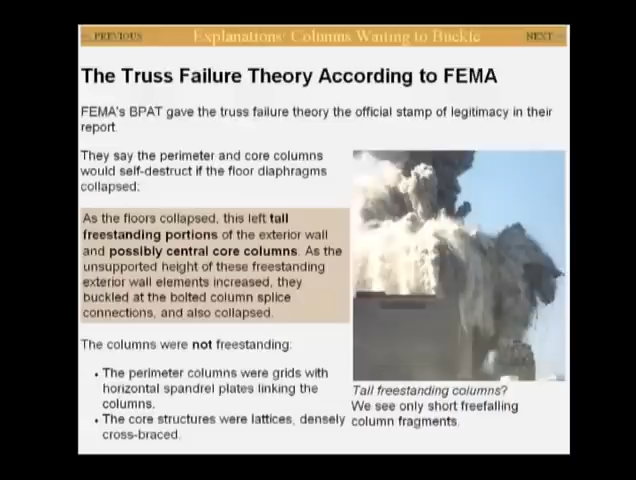 PREVIOUS
Explanations: Columns Waiting to Buckle
NEXT
The Truss Failure Theory According to FEMA
FEMA's BPAT gave the truss failure theory the official stamp of legitimacy in their
report.
They say the perimeter and core columns
would self-destruct if the floor diaphragms
collapsed:
As the floors collapsed, this left tall
freestanding portions of the exterior wall
and possibly central core columns. As the
unsupported height of these freestanding
exterior wall elements increased, they
buckled at the bolted column splice
connections, and also collapsed.
The columns were not freestanding:
• The perimeter columns were grids with
horizontal spandrel plates linking the
columns.
• The core structures were lattices, densely
cross-braced.
Tall freestanding columns?
We see only short freefalling
column fragments.